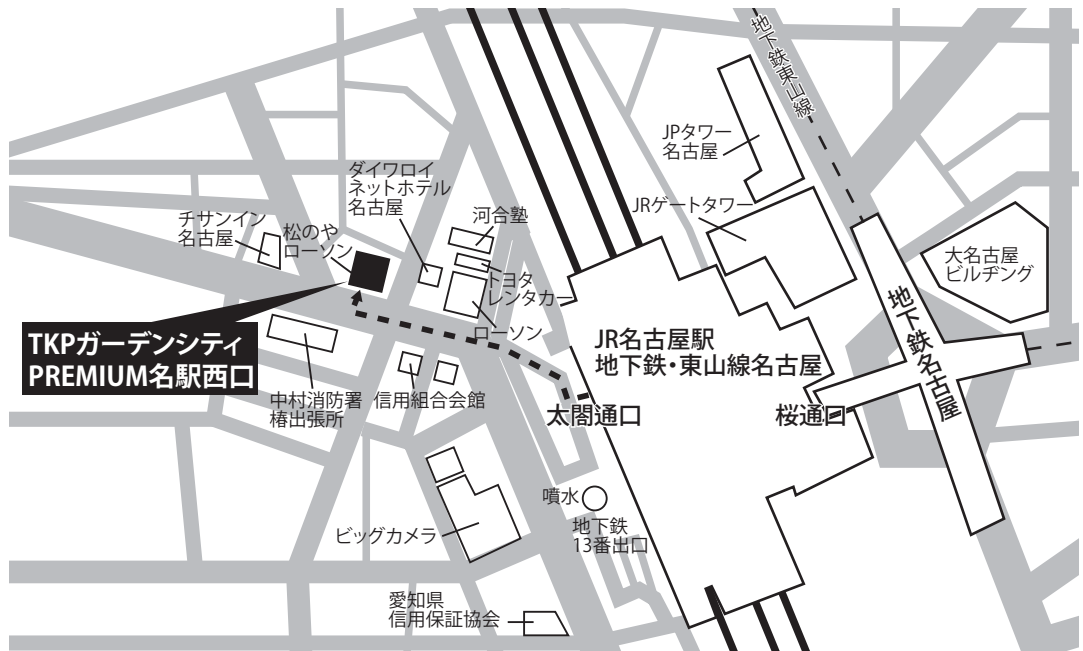 地下鉄東山線
JPタワー
名古屋
ダイワロイ
ネットホテル
名古屋
JRゲートタワー
河合塾
チサンイン
名古屋
松のや
ローソン
大名古屋
ビルヂング
トヨタ
レンタカー
ローソン
地下鉄名古屋
TKPガーデンシティ
PREMIUM名駅西口
JR名古屋駅
地下鉄・東山線名古屋
中村消防署
椿出張所
信用組合会館
太閤通口
桜通口
噴水
地下鉄
13番出口
ビッグカメラ
愛知県
信用保証協会